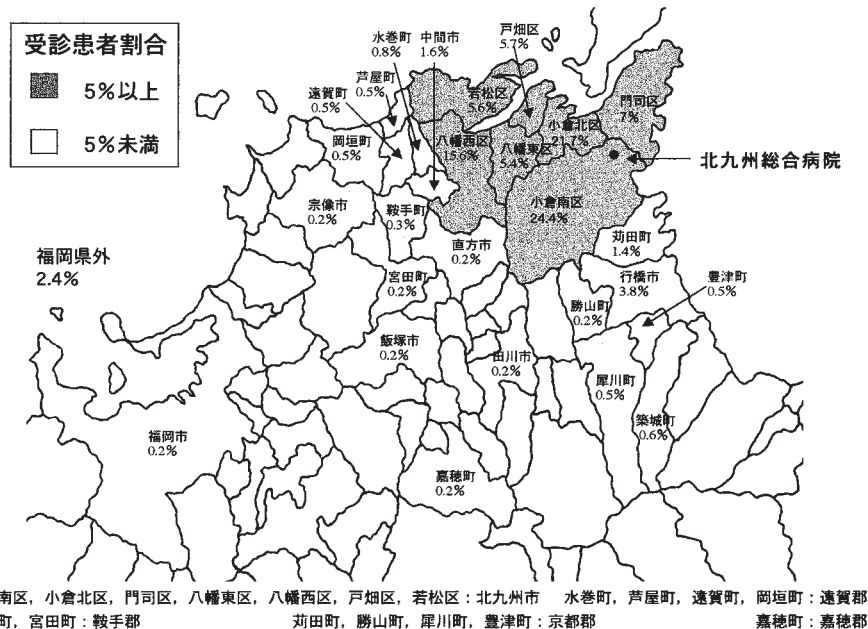 受診患者割合
5%以上
5%未満
水巻町
0.8%
中間市
1.6%
戸畑区
5.7%
芦屋町
0.5%
遠賀町
0.5%
若松区
5.6%
門司区
7%
小倉北区
岡垣町
0.5%
八幡西区
15.6%
八幡東区
5.4%
北九州総合病院
宗像市
0.2%
鞍手町
0.3%
小倉南区
24.4%
直方市
0.2%
苅田町
1.4%
福岡県外
2.4%
宮田町
0.2%
行橋市
3.8%
豊津町
0.5%
勝山町
0.2%
飯塚市
0.2%
田川市
0.2%
犀川町
0.5%
築城町
0.6%
福岡市
0.2%
嘉穂町
0.2%
南区，小倉北区，門司区，八幡東区，八幡西区，戸畑区，若松区：北九州市 水巻町，芦屋町，遠賀町，岡垣町：遠賀郡
町，宮田町：鞍手郡 苅田町，勝山町，犀川町，豊津町：京都郡 嘉穂町：嘉穂郡